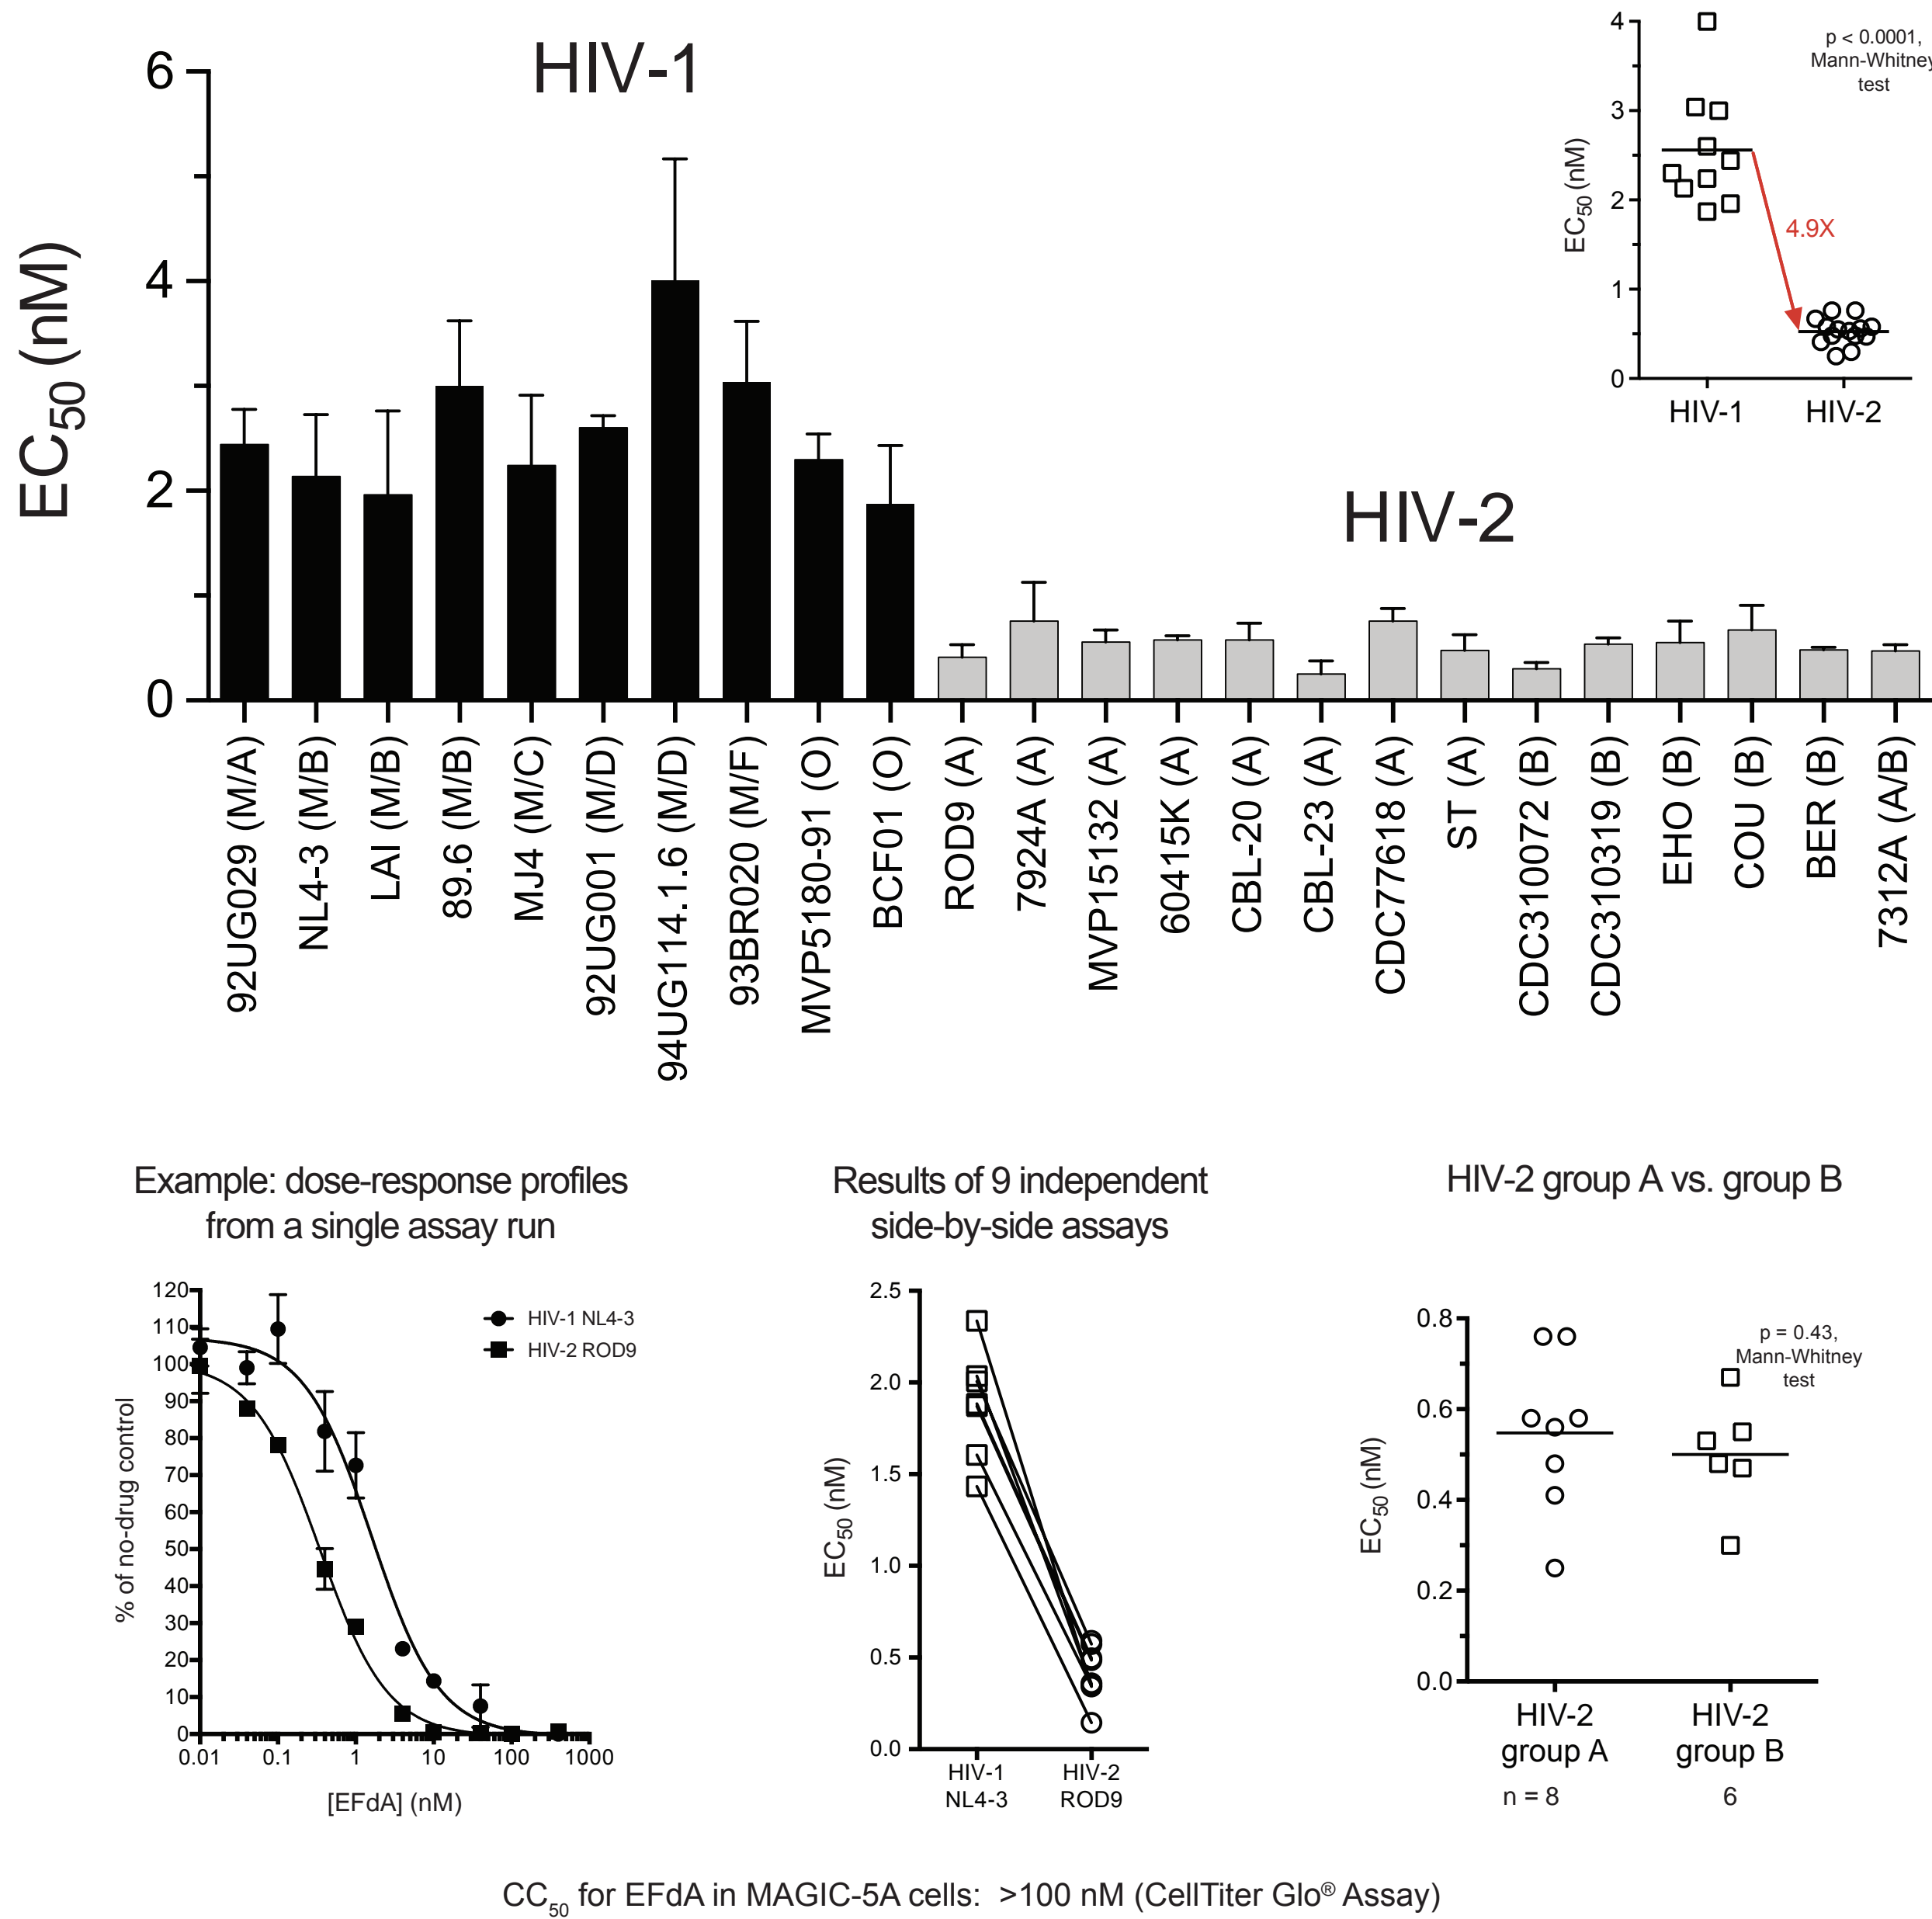 HIV-1
HIV-2
EC50 (nM)
6
4
2
0
92UG029 (M/A)
NL4-3 (M/B)
LAI (M/B)
89.6 (M/B)
MJ4 (M/C)
92UG001 (M/D)
94UG114.1.6 (M/D)
93BR020 (M/F)
MVP5180-91 (O)
BCF01 (O)
ROD9 (A)
7924A (A)
MVP15132 (A)
60415K (A)
CBL-20 (A)
CBL-23 (A)
CDC77618 (A)
ST (A)
CDC310072 (B)
CDC310319 (B)
EHO (B)
COU (B)
BER (B)
7312A (A/B)
EC50 (nM)
4
3
2
1
0
p < 0.0001,
Mann-Whitney
test
4.9X
HIV-1
HIV-2
Example: dose-response profiles
from a single assay run
% of no-drug control
120
110
100
90
80
70
60
50
40
30
20
10
0
HIV-1 NL4-3
HIV-2 ROD9
0.01
0.1
1
10
100
1000
[EFdA] (nM)
Results of 9 independent
side-by-side assays
EC50 (nM)
2.5
2.0
1.5
1.0
0.5
0.0
HIV-1
NL4-3
HIV-2
ROD9
HIV-2 group A vs. group B
EC50 (nM)
0.8
0.6
0.4
0.2
0.0
p = 0.43,
Mann-Whitney
test
HIV-2
group A
n = 8
HIV-2
group B
6
CC50 for EFdA in MAGIC-5A cells: >100 nM (CellTiter Glo® Assay)